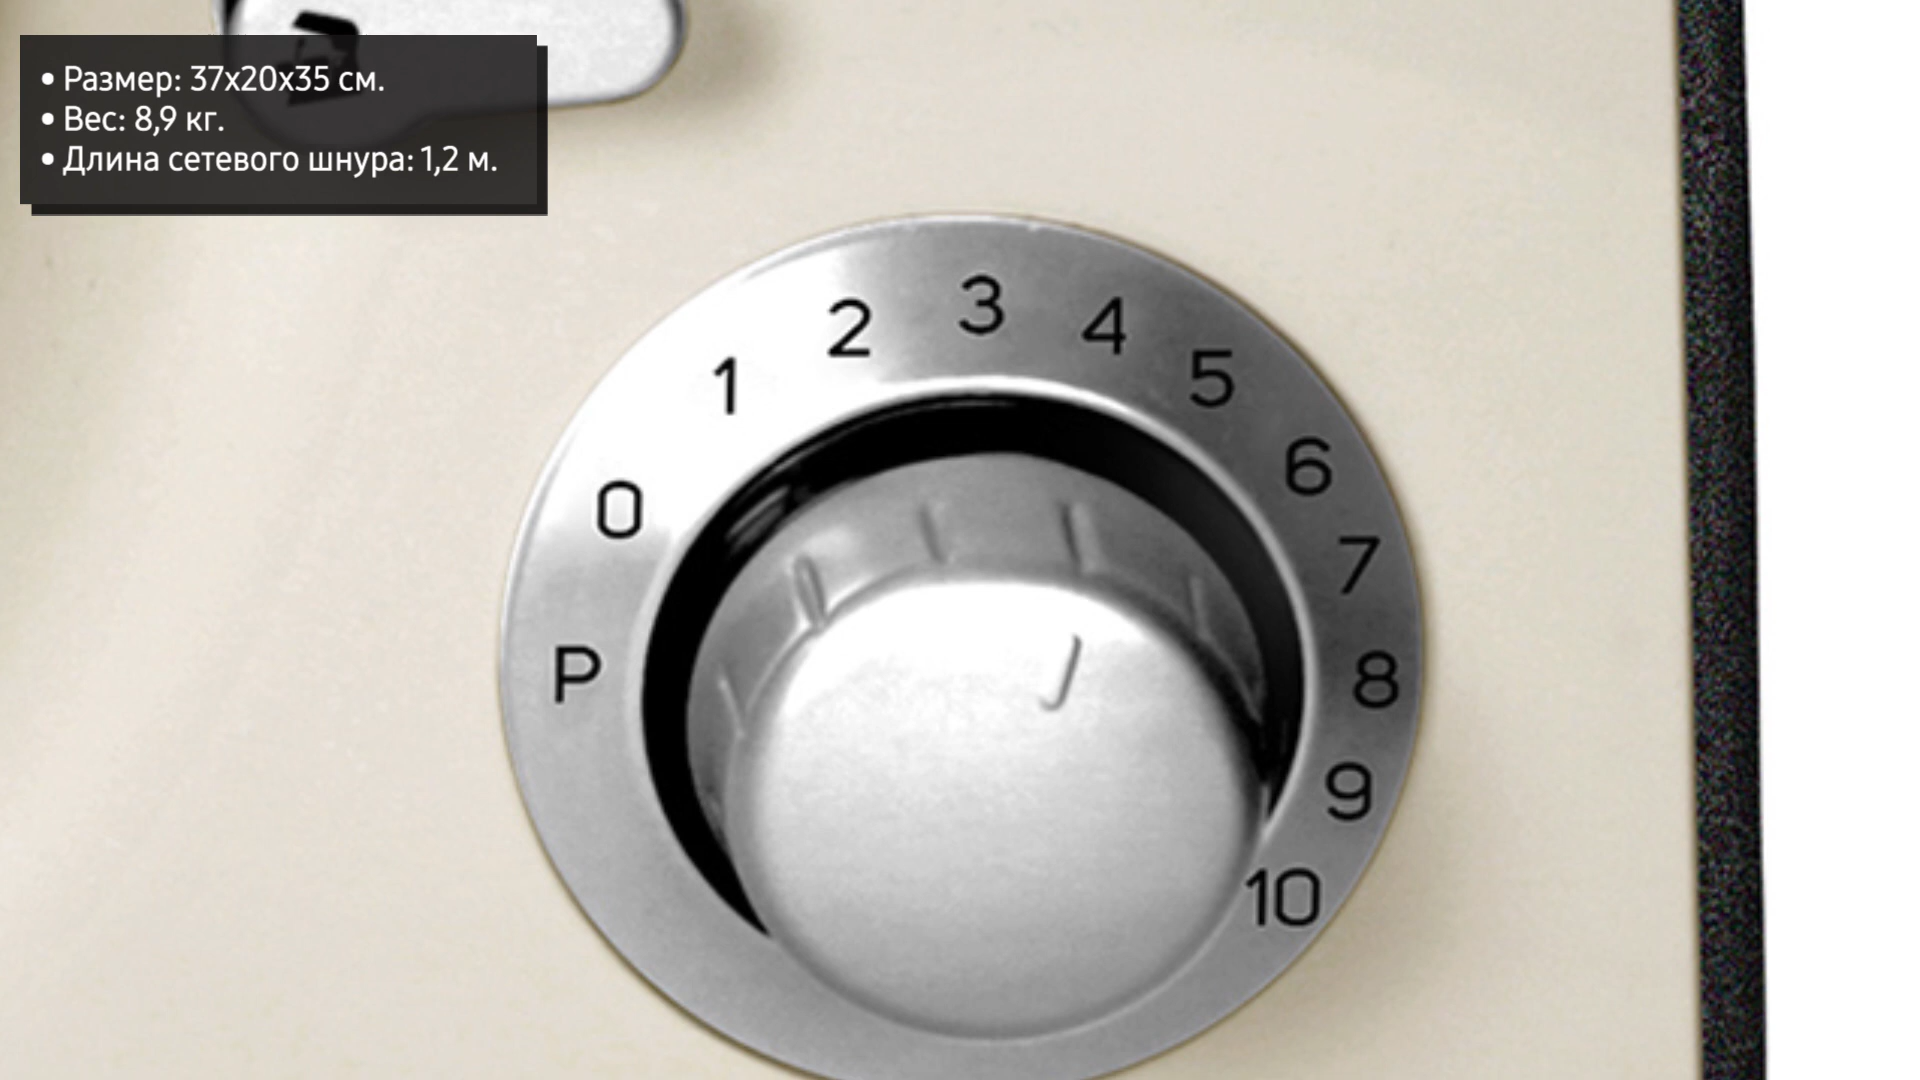 • Размер: 37x20x35 см.
• Вес: 8,9 кг.
• Длина сетевого шнура: 1,2 м.
P 0 1 2 3 4 5 6 7 8 9 10